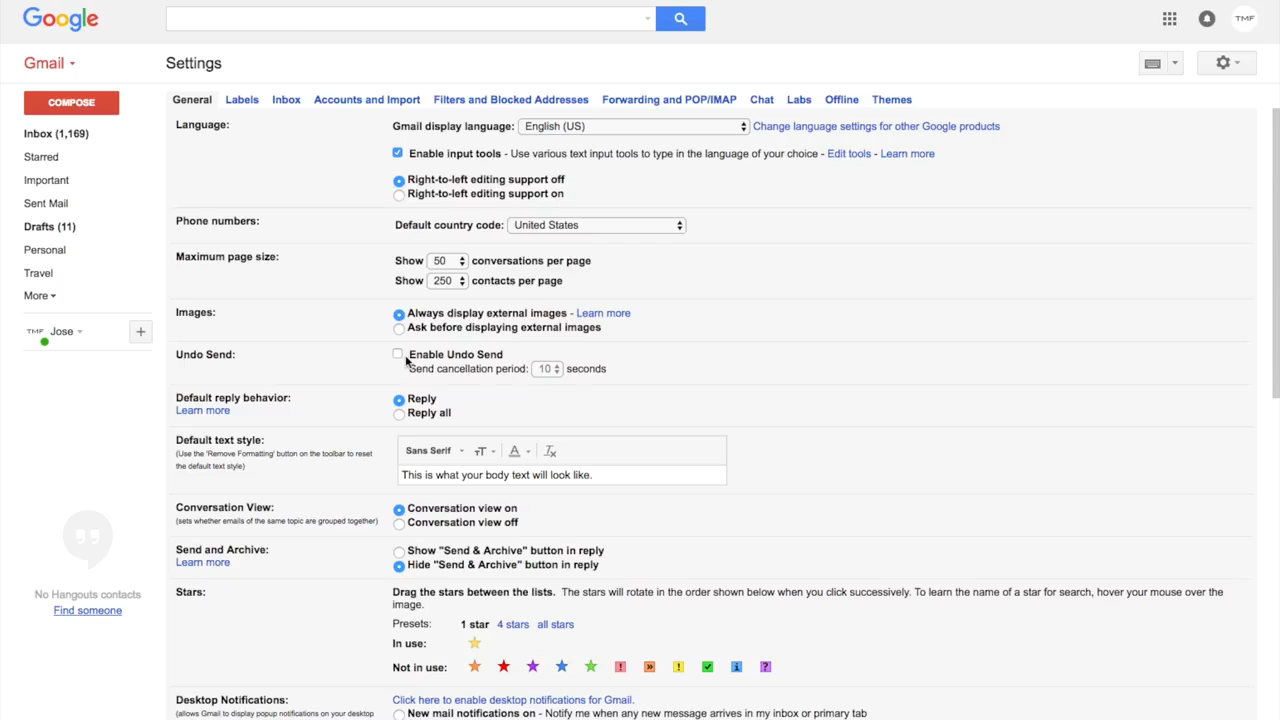 Google
TMF
Gmail
Settings
COMPOSE
General Labels Inbox Accounts and Import Filters and Blocked Addresses Forwarding and POP/IMAP Chat Labs Offline Themes
Inbox (1,169)
Starred
Important
Sent Mail
Drafts (11)
Personal
Travel
More
TMF Jose
No Hangouts contacts
Find someone
Language:
Gmail display language: English (US) Change language settings for other Google products
Enable input tools - Use various text input tools to type in the language of your choice - Edit tools - Learn more
Right-to-left editing support off
Right-to-left editing support on
Phone numbers:
Default country code: United States
Maximum page size:
Show 50 conversations per page
Show 250 contacts per page
Images:
Always display external images - Learn more
Ask before displaying external images
Undo Send:
Enable Undo Send
Send cancellation period: 10 seconds
Default reply behavior:
Learn more
Reply
Reply all
Default text style:
(Use the 'Remove Formatting' button on the toolbar to reset
the default text style)
Sans Serif
This is what your body text will look like.
Conversation View:
(sets whether emails of the same topic are grouped together)
Conversation view on
Conversation view off
Send and Archive:
Learn more
Show "Send & Archive" button in reply
Hide "Send & Archive" button in reply
Stars:
Drag the stars between the lists. The stars will rotate in the order shown below when you click successively. To learn the name of a star for search, hover your mouse over the
image.
Presets: 1 star 4 stars all stars
In use:
Not in use:
Desktop Notifications:
(allows Gmail to display popup notifications on your desktop
Click here to enable desktop notifications for Gmail.
New mail notifications on - Notify me when any new message arrives in my inbox or primary tab